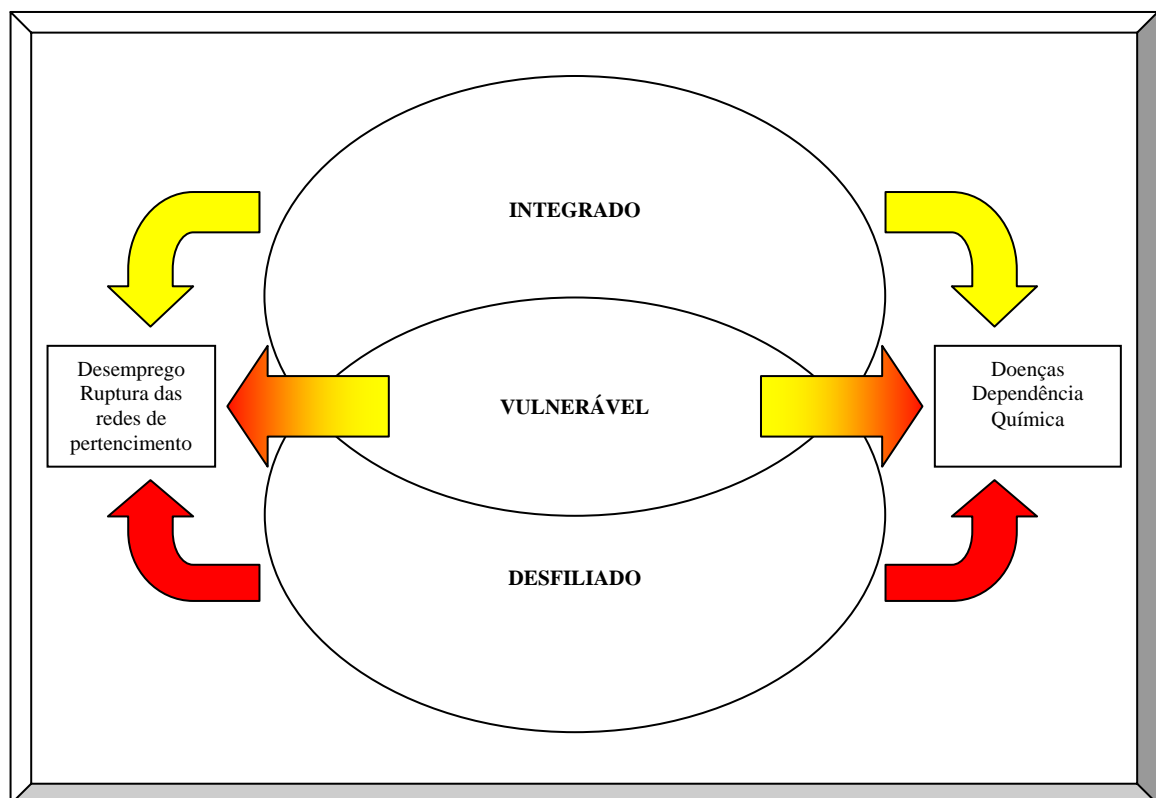 INTEGRADO
Desemprego
Ruptura das
redes de
pertencimento
VULNERÁVEL
Doenças
Dependência
Química
DESFILIADO